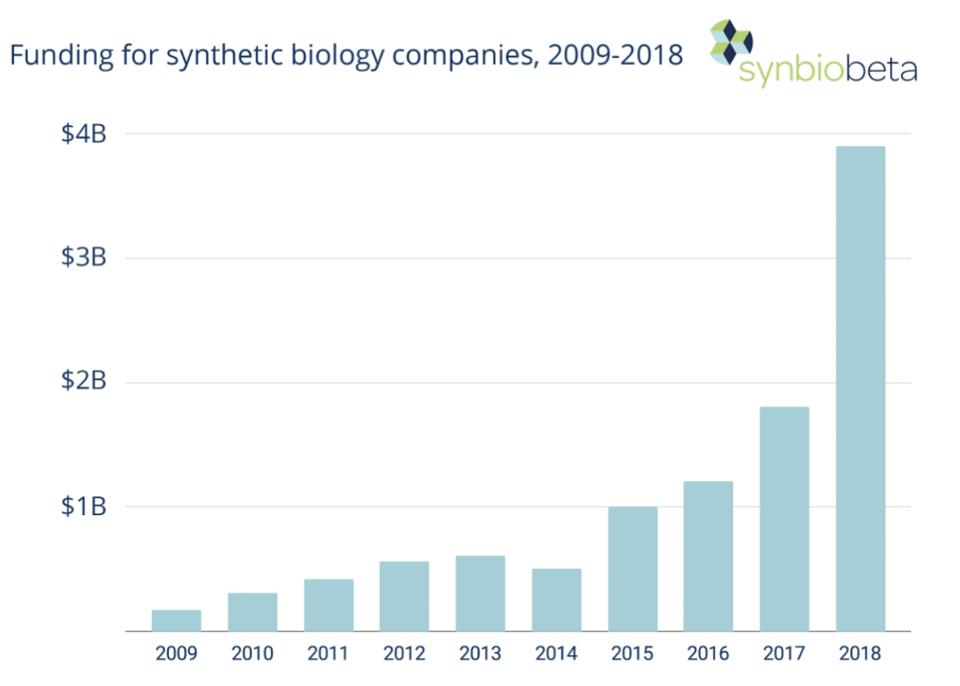 Funding for synthetic biology companies, 2009-2018
synbiobeta
$4B
$3B
$2B
$1B
2009 2010 2011 2012 2013 2014 2015 2016 2017 2018